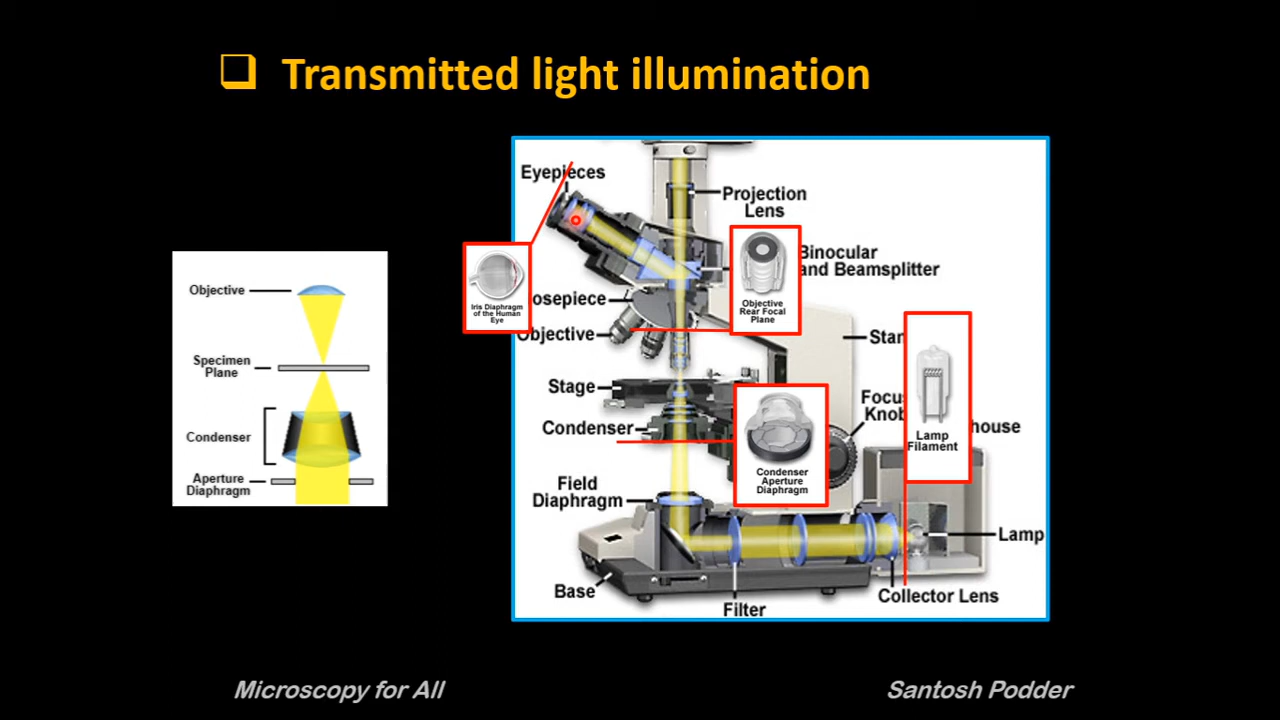 Transmitted light illumination
Objective
Specimen
Plane
Condenser
Aperture
Diaphragm
Eyepieces
Projection
Lens
Iris Diaphragm
of the Human
Eye
Binocular
and Beamsplitter
Objective
Rear Focal
Plane
osepiece
Objective
Stan
Stage
Condenser
Condenser
Aperture
Diaphragm
Focus
Knob
Lamp
Filament
house
Field
Diaphragm
Lamp
Base
Filter
Collector Lens
Microscopy for All
Santosh Podder